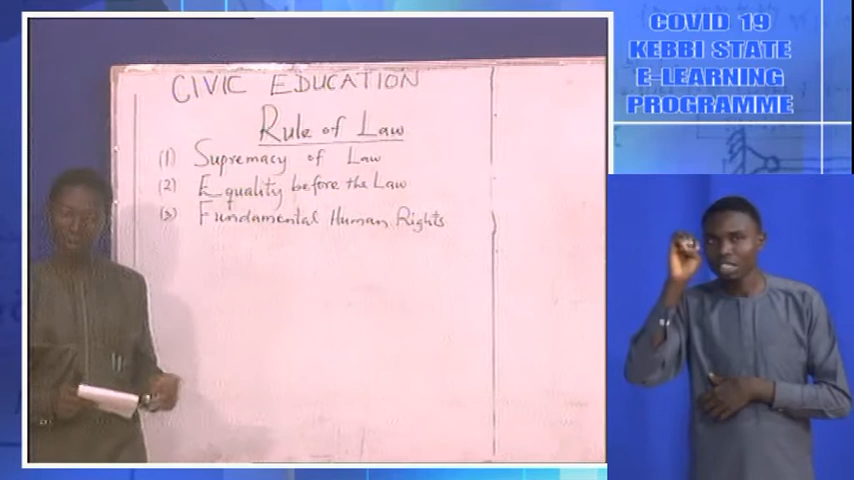 CIVIC EDUCATION
Rule of Law
(1) Supremacy of Law
(2) Equality before the Law
(3) Fundamental Human Rights
COVID 19
KEBBI STATE
E-LEARNING
PROGRAMME